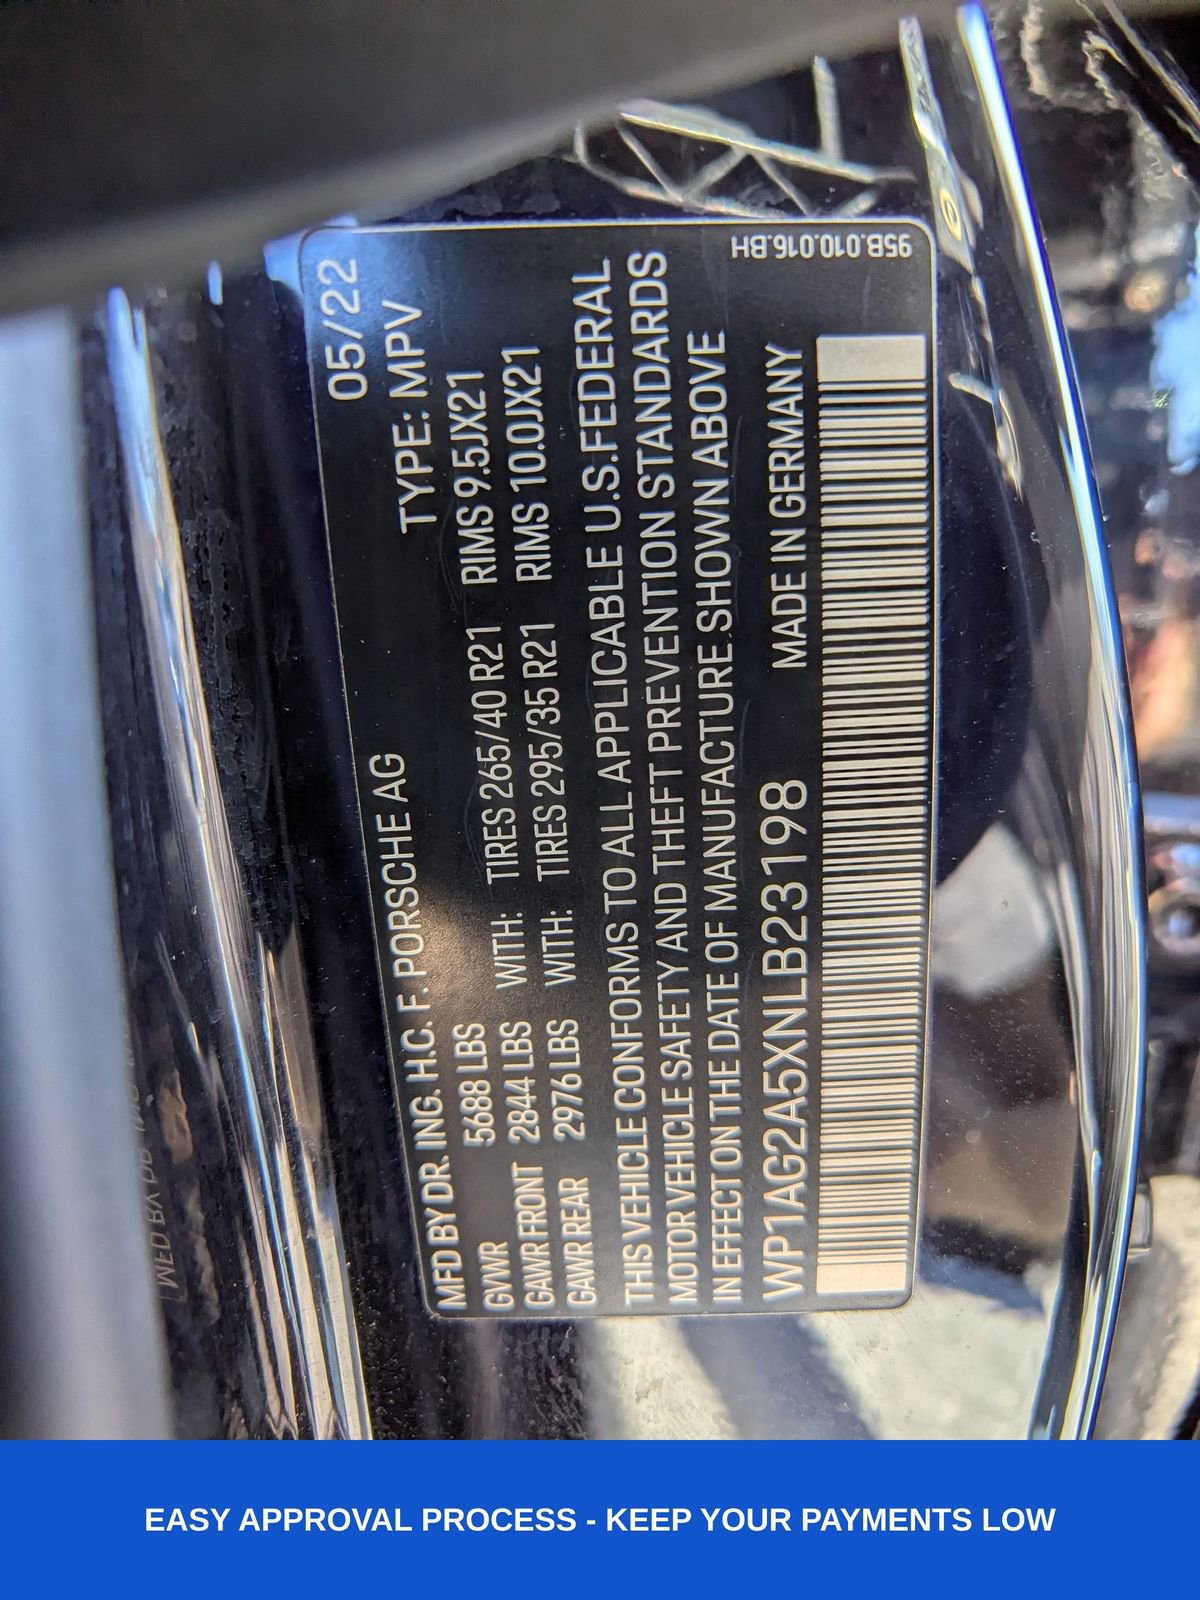 05/22
MFD BY DR. ING. H.C. F. PORSCHE AG TYPE: MPV
GVWR 5688 LBS WITH: TIRES 265/40 R21 RIMS 9.5JX21
GAWR FRONT 2844 LBS WITH: TIRES 295/35 R21 RIMS 10.0JX21
GAWR REAR 2976 LBS
THIS VEHICLE CONFORMS TO ALL APPLICABLE U.S.FEDERAL
MOTOR VEHICLE SAFETY AND THEFT PREVENTION STANDARDS
IN EFFECT ON THE DATE OF MANUFACTURE SHOWN ABOVE
WP1AG2A5XNLB23198 MADE IN GERMANY
95B.010.016.BH
EASY APPROVAL PROCESS - KEEP YOUR PAYMENTS LOW